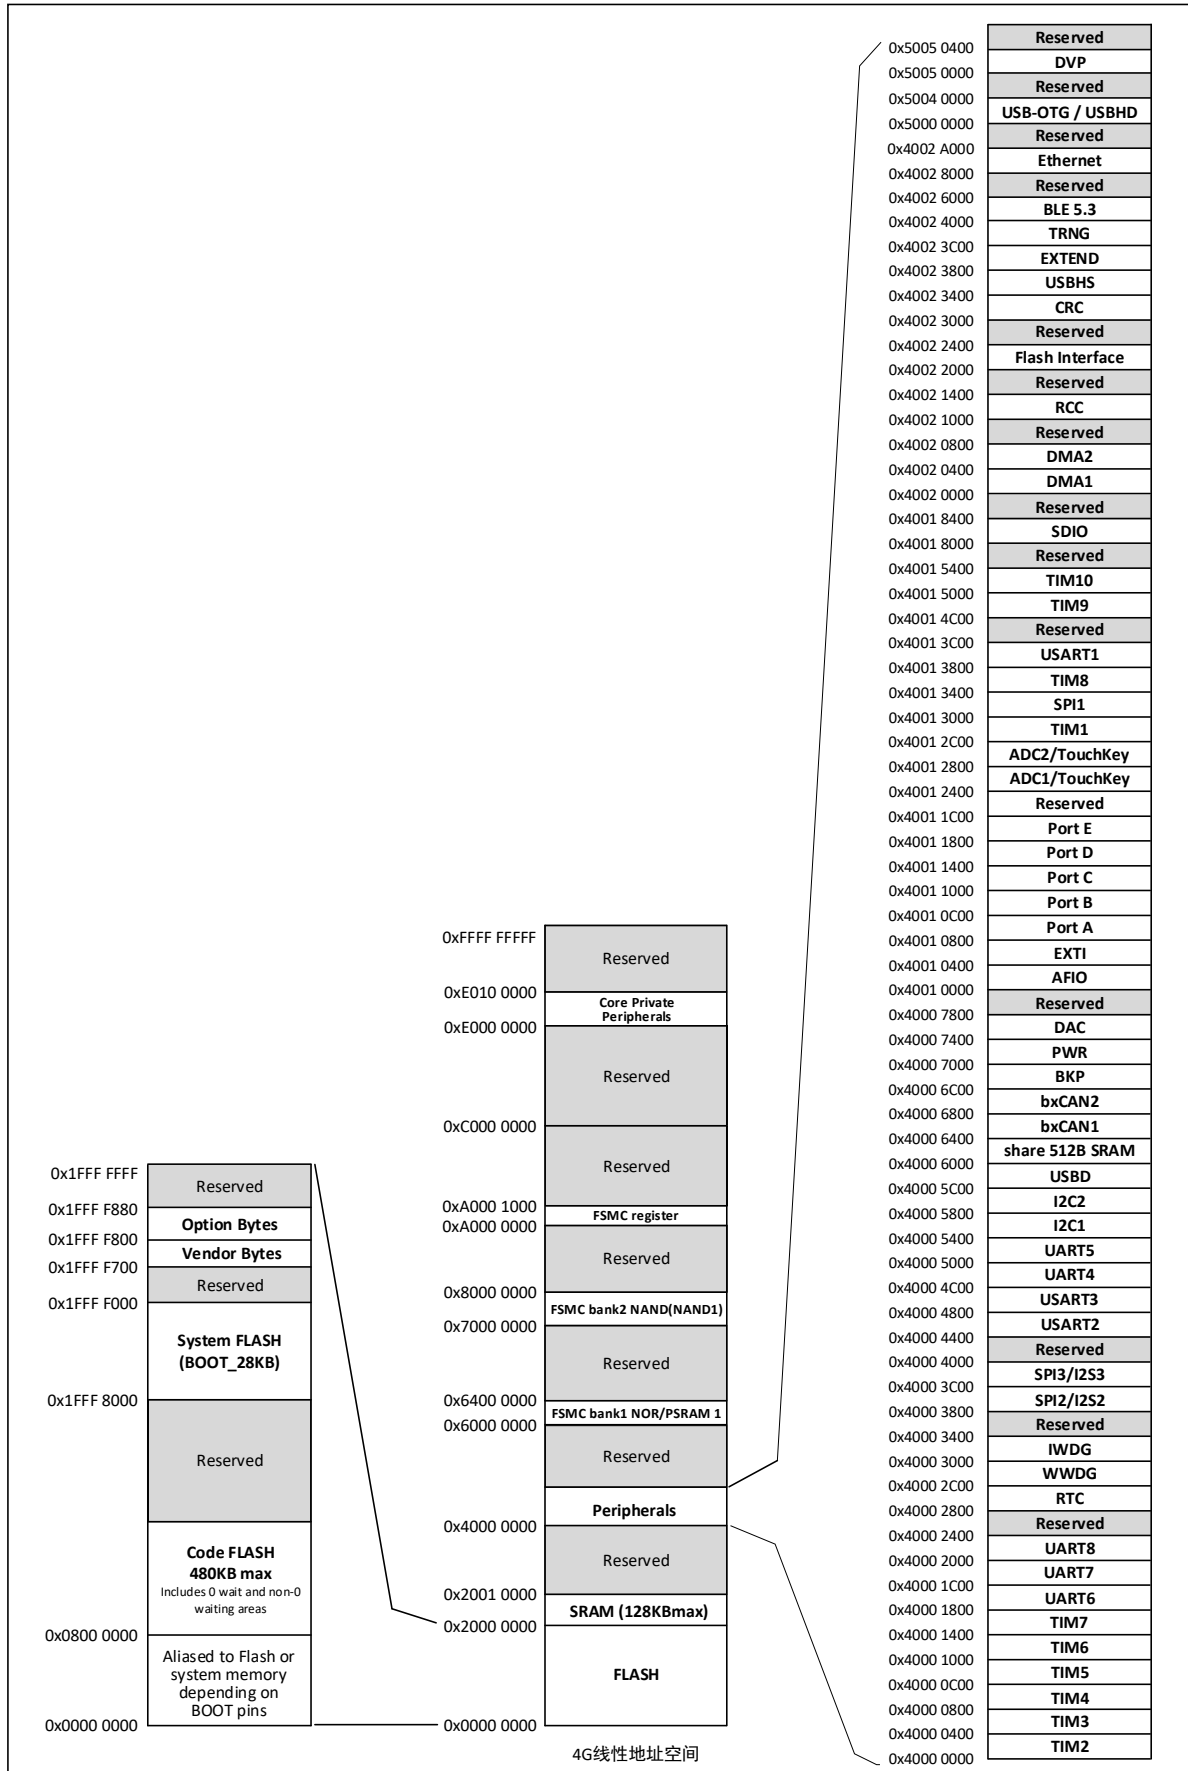 0x1FFF FFFF
Reserved
0x1FFF F880
Option Bytes
0x1FFF F800
Vendor Bytes
0x1FFF F700
Reserved
0x1FFF F000
System FLASH
(BOOT_28KB)
0x1FFF 8000
Reserved
Code FLASH
480KB max
Includes 0 wait and non-0
waiting areas
0x0800 0000
Aliased to Flash or
system memory
depending on
BOOT pins
0x0000 0000
0xFFFF FFFFF
Reserved
0xE010 0000
Core Private
Peripherals
0xE000 0000
Reserved
0xC000 0000
Reserved
0xA000 1000
FSMC register
0xA000 0000
Reserved
0x8000 0000
FSMC bank2 NAND(NAND1)
0x7000 0000
Reserved
0x6400 0000
FSMC bank1 NOR/PSRAM 1
0x6000 0000
Reserved
Peripherals
0x4000 0000
Reserved
0x2001 0000
SRAM (128KBmax)
0x2000 0000
FLASH
0x0000 0000
4G线性地址空间
Reserved
0x5005 0400
DVP
0x5005 0000
Reserved
0x5004 0000
USB-OTG / USBHD
0x5000 0000
Reserved
0x4002 A000
Ethernet
0x4002 8000
Reserved
0x4002 6000
BLE 5.3
0x4002 4000
TRNG
0x4002 3C00
EXTEND
0x4002 3800
USBHS
0x4002 3400
CRC
0x4002 3000
Reserved
0x4002 2400
Flash Interface
0x4002 2000
Reserved
0x4002 1400
RCC
0x4002 1000
Reserved
0x4002 0800
DMA2
0x4002 0400
DMA1
0x4002 0000
Reserved
0x4001 8400
SDIO
0x4001 8000
Reserved
0x4001 5400
TIM10
0x4001 5000
TIM9
0x4001 4C00
Reserved
0x4001 3C00
USART1
0x4001 3800
TIM8
0x4001 3400
SPI1
0x4001 3000
TIM1
0x4001 2C00
ADC2/TouchKey
0x4001 2800
ADC1/TouchKey
0x4001 2400
Reserved
0x4001 1C00
Port E
0x4001 1800
Port D
0x4001 1400
Port C
0x4001 1000
Port B
0x4001 0C00
Port A
0x4001 0800
EXTI
0x4001 0400
AFIO
0x4001 0000
Reserved
0x4000 7800
DAC
0x4000 7400
PWR
0x4000 7000
BKP
0x4000 6C00
bxCAN2
0x4000 6800
bxCAN1
0x4000 6400
share 512B SRAM
0x4000 6000
USBD
0x4000 5C00
I2C2
0x4000 5800
I2C1
0x4000 5400
UART5
0x4000 5000
UART4
0x4000 4C00
USART3
0x4000 4800
USART2
0x4000 4400
Reserved
0x4000 4000
SPI3/I2S3
0x4000 3C00
SPI2/I2S2
0x4000 3800
Reserved
0x4000 3400
IWDG
0x4000 3000
WWDG
0x4000 2C00
RTC
0x4000 2800
Reserved
0x4000 2400
UART8
0x4000 2000
UART7
0x4000 1C00
UART6
0x4000 1800
TIM7
0x4000 1400
TIM6
0x4000 1000
TIM5
0x4000 0C00
TIM4
0x4000 0800
TIM3
0x4000 0400
TIM2
0x4000 0000